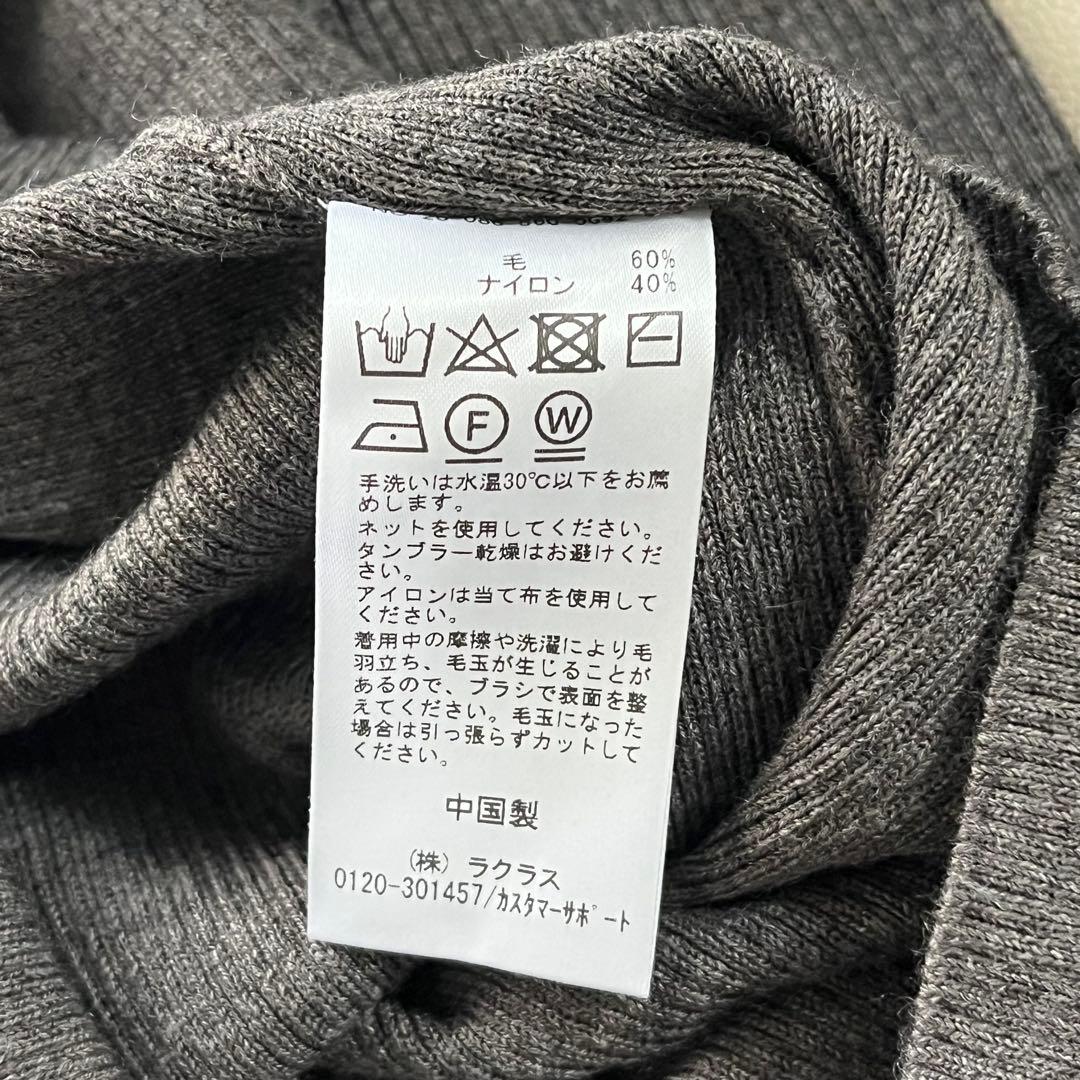 毛 60%
ナイロン 40%
F W
手洗いは水温30℃以下をお薦
めします。
ネットを使用してください。
タンブラー乾燥はお避けくだ
さい。
アイロンは当て布を使用して
ください。
着用中の摩擦や洗濯により毛
羽立ち、毛玉が生じることが
あるので、ブラシで表面を整
えてください。毛玉になった
場合は引っ張らずカットして
ください。
中国製
(株) ラクラス
0120-301457/カスタマーサポート